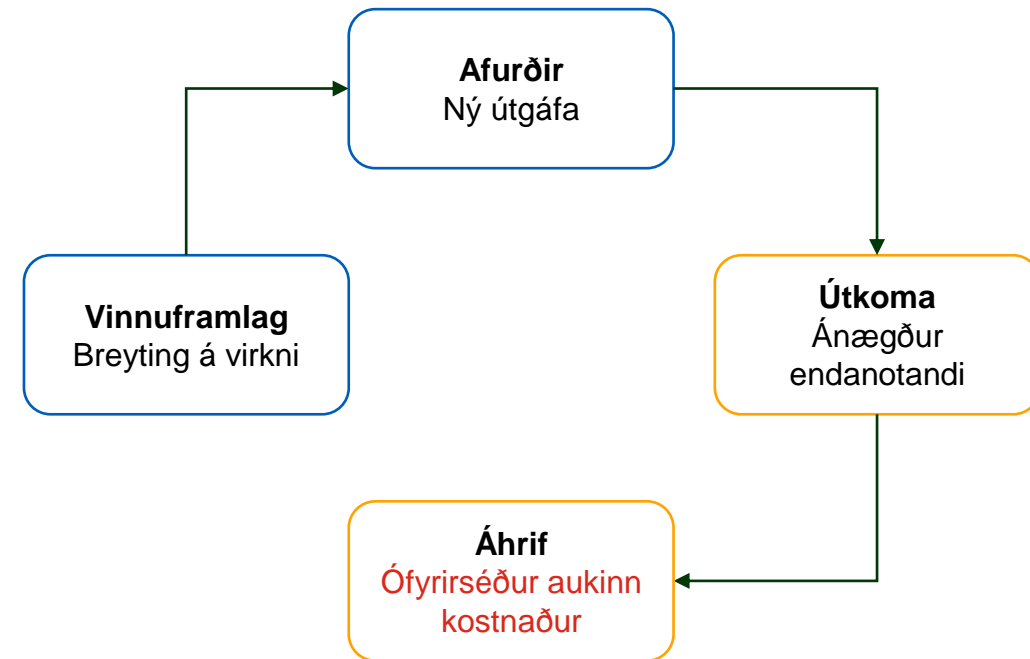 Afurðir
Ný útgáfa
Vinnuframlag
Breyting á virkni
Útkoma
Ánægður
endanotandi
Áhrif
Ófyrirséður aukinn
kostnaður